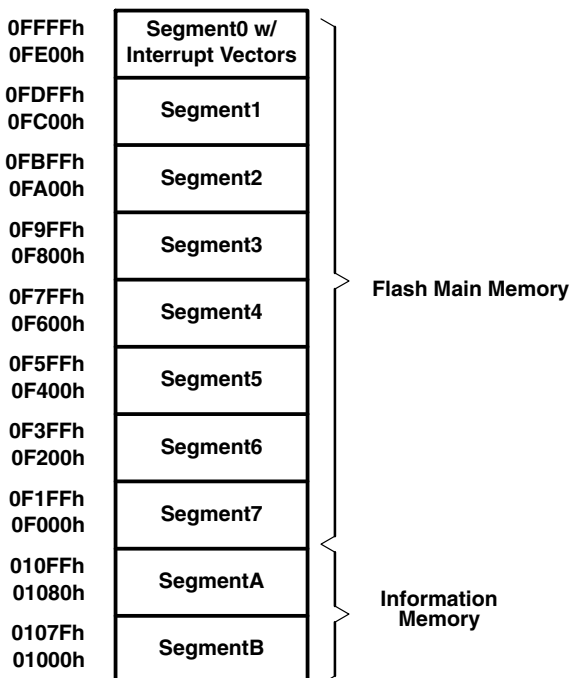 0FFFFh
0FE00h
Segment0 w/
Interrupt Vectors
0FDFFh
0FC00h
Segment1
0FBFFh
0FA00h
Segment2
0F9FFh
0F800h
Segment3
0F7FFh
0F600h
Segment4
0F5FFh
0F400h
Segment5
0F3FFh
0F200h
Segment6
0F1FFh
0F000h
Segment7
Flash Main Memory
010FFh
01080h
SegmentA
0107Fh
01000h
SegmentB
Information
Memory